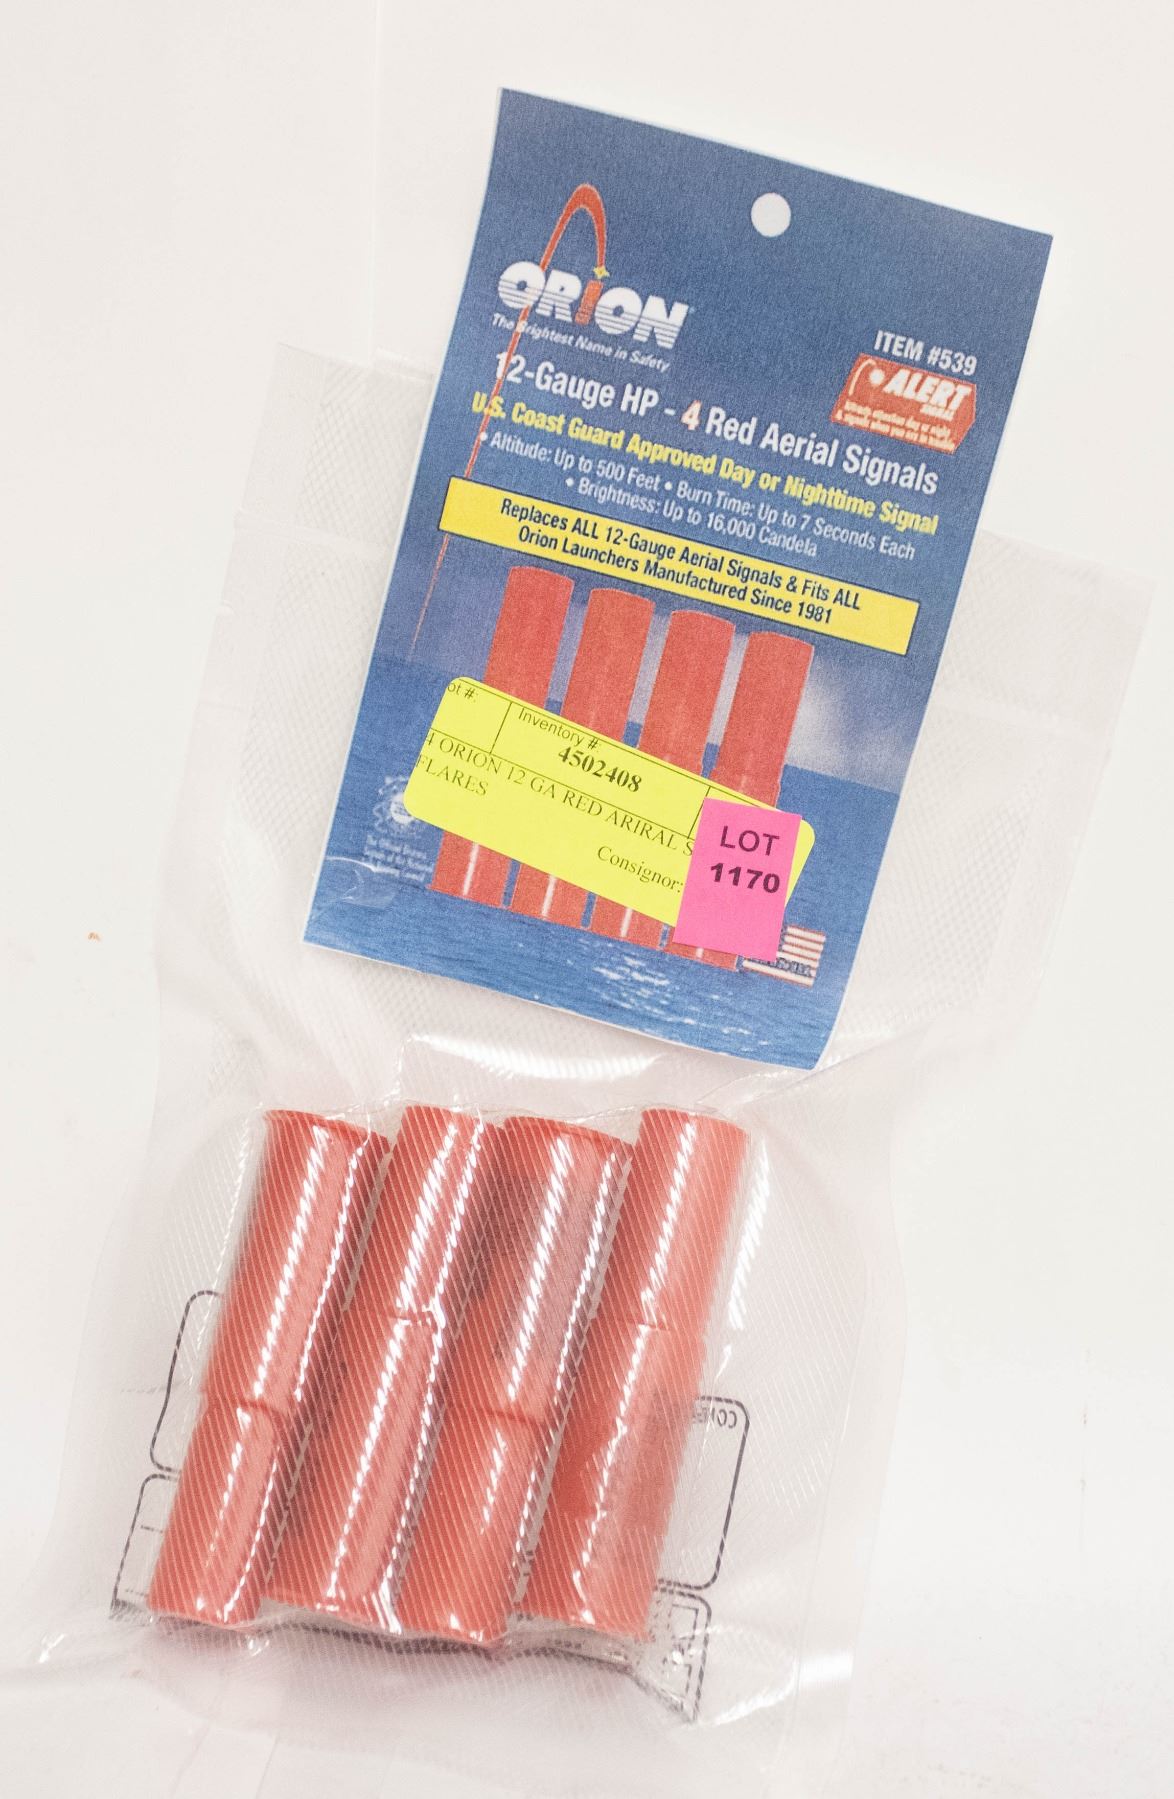 ORION
The Brightest Name in Safety
ITEM #539
ALERT
12-Gauge HP - 4 Red Aerial Signals
U.S. Coast Guard Approved Day or Nighttime Signal
• Altitude: Up to 500 Feet • Burn Time: Up to 7 Seconds Each
• Brightness: Up to 16,000 Candela
Replaces ALL 12-Gauge Aerial Signals & Fits ALL
Orion Launchers Manufactured Since 1981
ot #:
Inventory #:
4502408
4 ORION 12 GA RED ARIRAL S
FLARES
Consignor:
LOT
1170